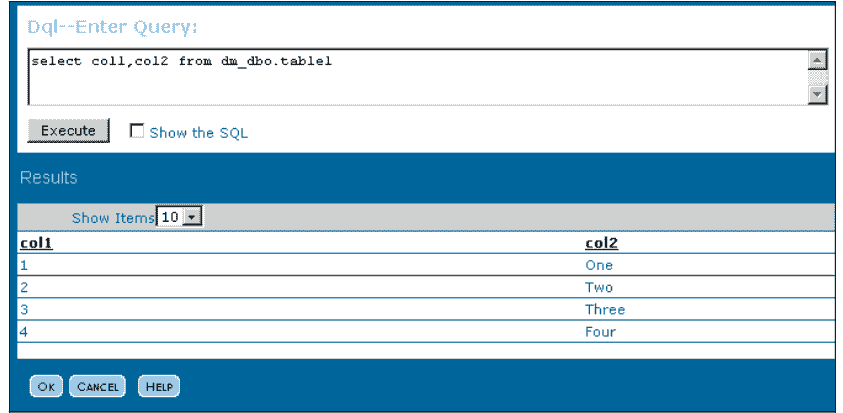 Dql--Enter Query:
select col1,col2 from dm_dbo.table1
Execute Show the SQL
Results
Show Items 10
col1 col2
1 One
2 Two
3 Three
4 Four
OK CANCEL HELP